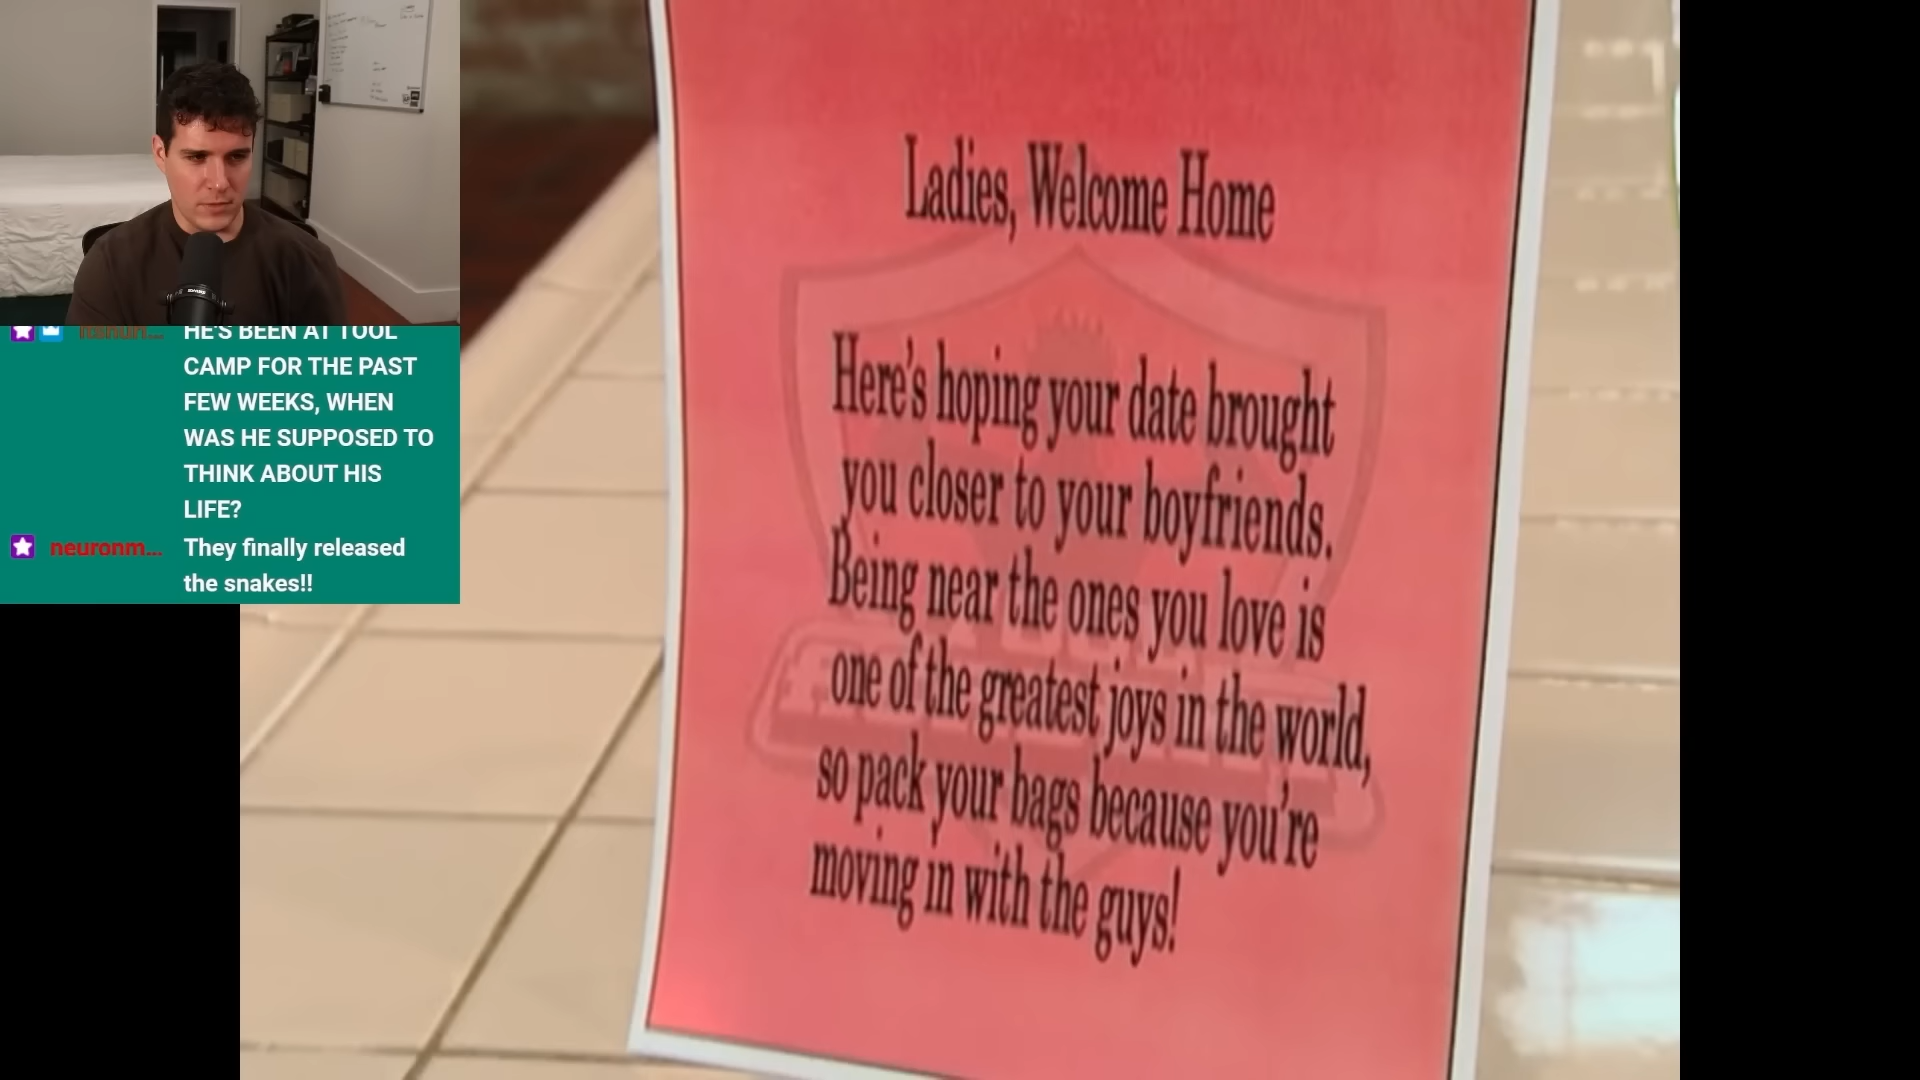 HE'S BEEN AT TOOL
CAMP FOR THE PAST
FEW WEEKS, WHEN
WAS HE SUPPOSED TO
THINK ABOUT HIS
LIFE?
neuronm... They finally released
the snakes!!
Ladies, Welcome Home
Here's hoping your date brought
you closer to your boyfriends.
Being near the ones you love is
one of the greatest joys in the world,
so pack your bags because you're
moving in with the guys!